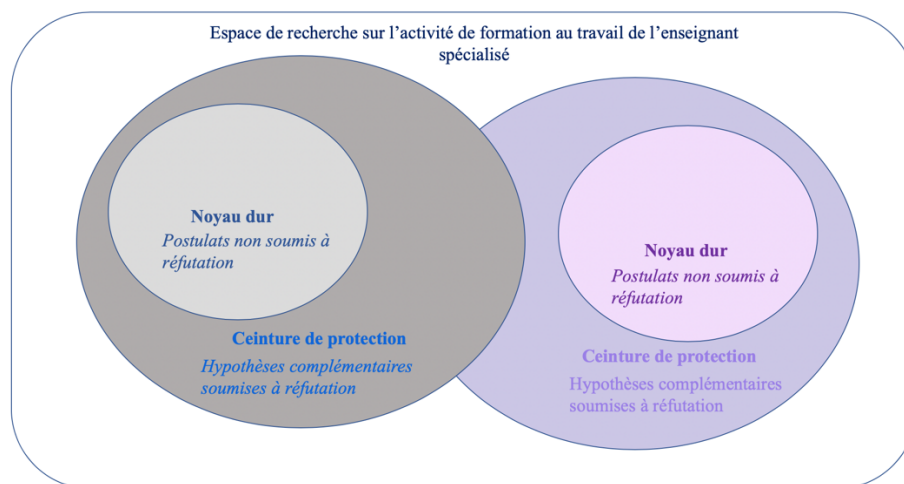 Espace de recherche sur l’activité de formation au travail de l’enseignant
spécialisé
Noyau dur
Postulats non soumis à
réfutation
Ceinture de protection
Hypothèses complémentaires
soumises à réfutation
Noyau dur
Postulats non soumis à
réfutation
Ceinture de protection
Hypothèses complémentaires
soumises à réfutation